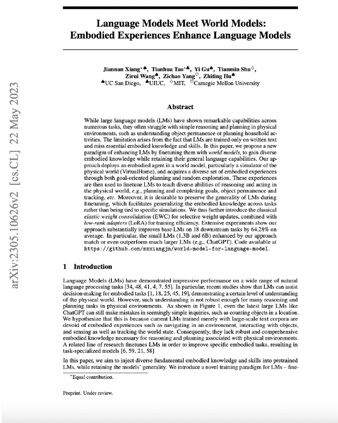 Language Models Meet World Models:
Embodied Experiences Enhance Language Models
Jiannan Xiang*♠, Tianhua Tao*♠, Yi Gu♠, Tianmin Shu◇,
Zirui Wang♠, Zichao Yang♡, Zhiting Hu♠
♠UC San Diego, ♣UIUC, ◇MIT, ♡Carnegie Mellon University
Abstract
While large language models (LMs) have shown remarkable capabilities across
numerous tasks, they often struggle with simple reasoning and planning in physical
environments, such as understanding object permanence or planning household ac-
tivities. The limitation arises from the fact that LMs are trained only on written text
and miss essential embodied knowledge and skills. In this paper, we propose a new
paradigm of enhancing LMs by finetuning them with world models, to gain diverse
embodied knowledge while retaining their general language capabilities. Our ap-
proach deploys an embodied agent in a world model, particularly a simulator of the
physical world (VirtualHome), and acquires a diverse set of embodied experiences
through both goal-oriented planning and random exploration. These experiences
are then used to finetune LMs to teach diverse abilities of reasoning and acting in
the physical world, e.g., planning and completing goals, object permanence and
tracking, etc. Moreover, it is desirable to preserve the generality of LMs during
finetuning, which facilitates generalizing the embodied knowledge across tasks
rather than being tied to specific simulations. We thus further introduce the classical
elastic weight consolidation (EWC) for selective weight updates, combined with
low-rank adapters (LoRA) for training efficiency. Extensive experiments show our
approach substantially improves base LMs on 18 downstream tasks by 64.28% on
average. In particular, the small LMs (1.3B and 6B) enhanced by our approach
match or even outperform much larger LMs (e.g., ChatGPT). Code available at
https://github.com/szxiangjn/world-model-for-language-model.
1 Introduction
Language Models (LMs) have demonstrated impressive performance on a wide range of natural
language processing tasks [34, 48, 41, 4, 7, 55]. In particular, recent studies show that LMs can assist
decision-making for embodied tasks [1, 18, 25, 45, 19], demonstrating a certain level of understanding
of the physical world. However, such understanding is not robust enough for many reasoning
and planning tasks in physical environments. As shown in Figure 1, even the latest large LMs like
ChatGPT can still make mistakes in seemingly simple inquiries, such as counting objects in a location.
We hypothesize that this is because current LMs trained merely with large-scale text corpora are
devoid of embodied experiences such as navigating in an environment, interacting with objects,
and sensing as well as tracking the world state. Consequently, they lack robust and comprehensive
embodied knowledge necessary for reasoning and planning associated with physical environments.
A related line of research finetunes LMs in order to improve specific embodied tasks, resulting in
task-specialized models [6, 59, 21, 58]
In this paper, we aim to inject diverse fundamental embodied knowledge and skills into pretrained
LMs, while retaining the models' generality. We introduce a novel training paradigm for LMs – fine-
*Equal contribution.
Preprint. Under review.
arXiv:2305.10626v2 [cs.CL] 22 May 2023